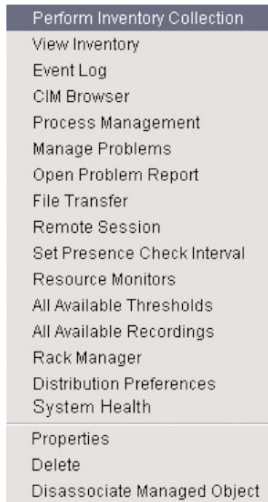 Perform Inventory Collection
View Inventory
Event Log
CIM Browser
Process Management
Manage Problems
Open Problem Report
File Transfer
Remote Session
Set Presence Check Interval
Resource Monitors
All Available Thresholds
All Available Recordings
Rack Manager
Distribution Preferences
System Health
Properties
Delete
Disassociate Managed Object